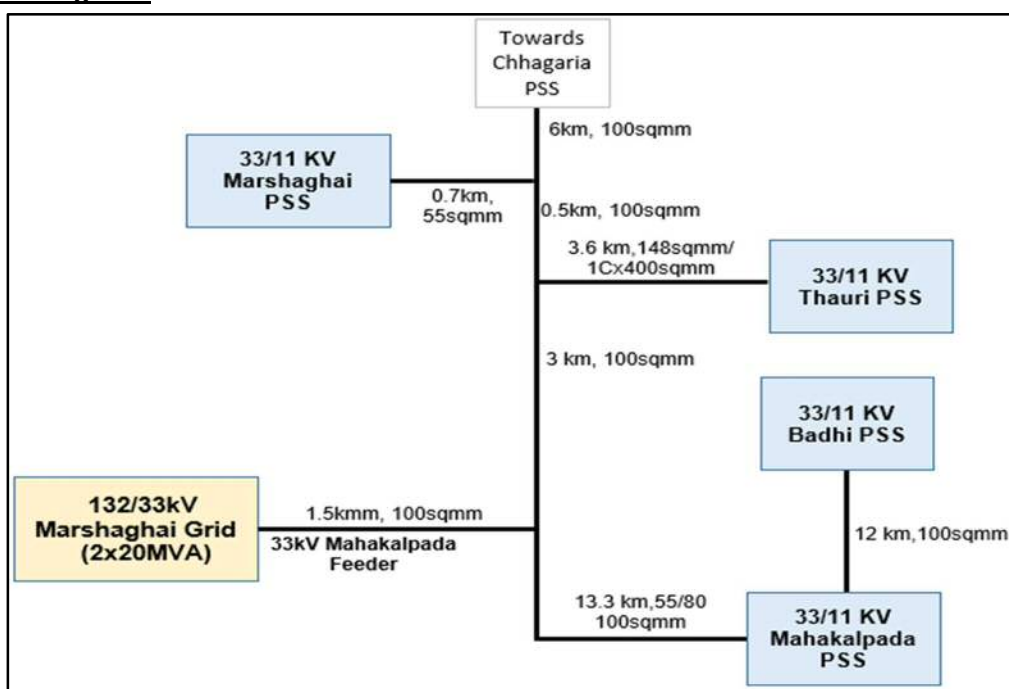 Towards
Chhagaria
PSS
6km, 100sqmm
33/11 KV
Marshaghai
PSS
0.7km,
55sqmm
0.5km, 100sqmm
3.6 km,148sqmm/
1Cx400sqmm
33/11 KV
Thauri PSS
3 km, 100sqmm
33/11 KV
Badhi PSS
132/33kV
Marshaghai Grid
(2x20MVA)
1.5kmm, 100sqmm
33kV Mahakalpada
Feeder
12 km,100sqmm
13.3 km,55/80
100sqmm
33/11 KV
Mahakalpada
PSS